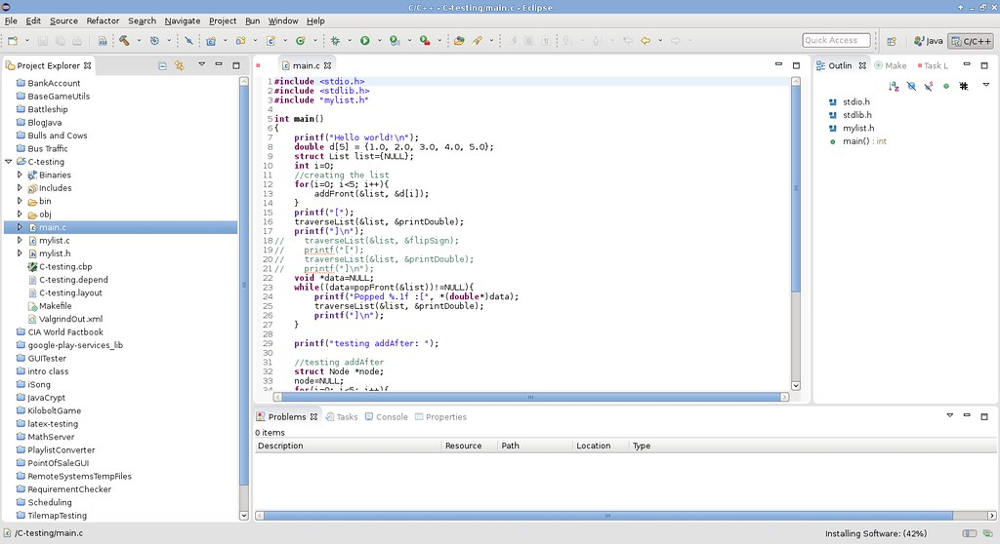 C/C++ - C-testing/main.c - Eclipse
File Edit Source Refactor Search Navigate Project Run Window Help
Quick Access Java C/C++
Project Explorer
BankAccount
BaseGameUtils
Battleship
BlogJava
Bulls and Cows
Bus Traffic
C-testing
Binaries
Includes
bin
obj
main.c
mylist.c
mylist.h
C-testing.cbp
C-testing.depend
C-testing.layout
Makefile
ValgrindOut.xml
CIA World Factbook
google-play-services_lib
GUITester
intro class
iSong
JavaCrypt
KiloboltGame
latex-testing
MathServer
PlaylistConverter
PointOfSaleGUI
RemoteSystemsTempFiles
RequirementChecker
Scheduling
TilemapTesting
main.c
1 #include <stdio.h>
2 #include <stdlib.h>
3 #include "mylist.h"
4
5 int main()
6 {
7 printf("Hello world!\n");
8 double d[5] = {1.0, 2.0, 3.0, 4.0, 5.0};
9 struct List list={NULL};
10 int i=0;
11 //creating the list
12 for(i=0; i<5; i++){
13 addFront(&list, &d[i]);
14 }
15 printf("[");
16 traverseList(&list, &printDouble);
17 printf("]\n");
18 // traverseList(&list, &flipSign);
19 // printf("[");
20 // traverseList(&list, &printDouble);
21 // printf("]\n");
22 void *data=NULL;
23 while((data=popFront(&list))!=NULL){
24 printf("Popped %.1f :[", *(double*)data);
25 traverseList(&list, &printDouble);
26 printf("]\n");
27 }
28
29 printf("testing addAfter: ");
30
31 //testing addAfter
32 struct Node *node;
33 node=NULL;
34 for(i=0; i<5; i++){
Outlin Make Task L
stdio.h
stdlib.h
mylist.h
main() : int
Problems Tasks Console Properties
0 items
Description Resource Path Location Type
/C-testing/main.c Installing Software: (42%)